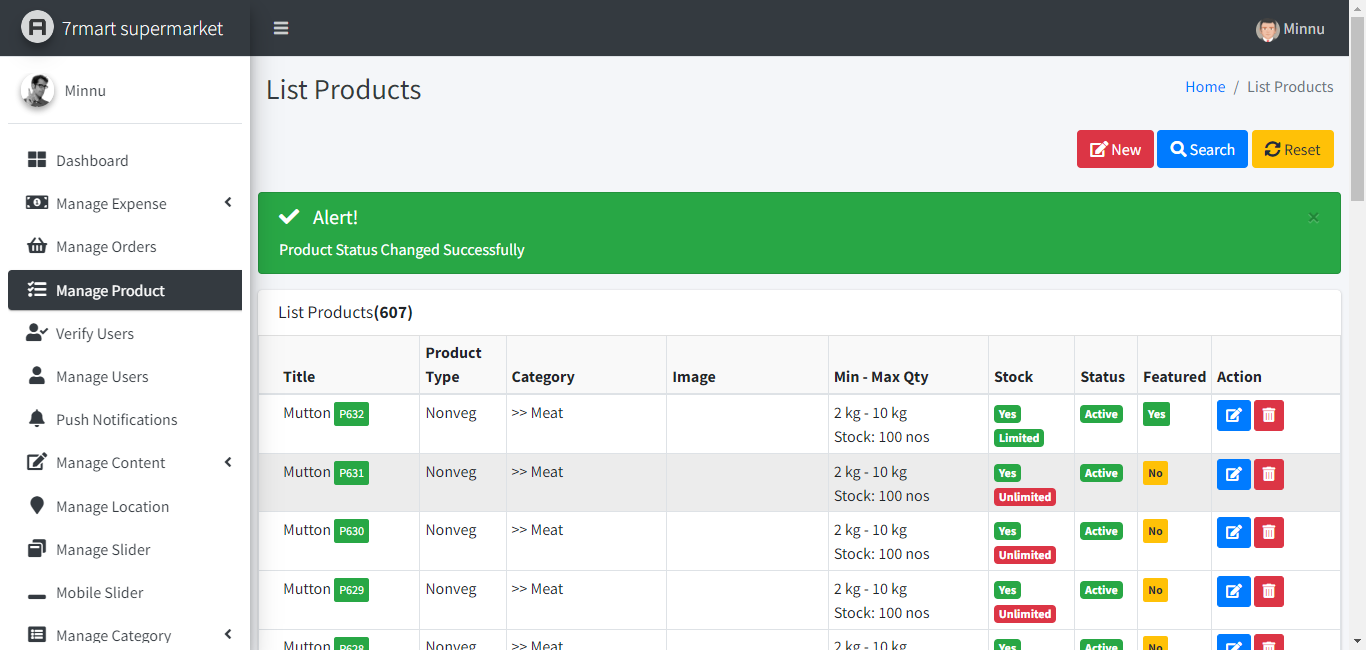 7rmart supermarket
Minnu
Minnu
Dashboard
Manage Expense
Manage Orders
Manage Product
Verify Users
Manage Users
Push Notifications
Manage Content
Manage Location
Manage Slider
Mobile Slider
Manage Category
List Products
Home / List Products
New Search Reset
Alert!
×
Product Status Changed Successfully
List Products(607)
Title Product Type Category Image Min - Max Qty Stock Status Featured Action
Mutton P632 Nonveg >> Meat 2 kg - 10 kg Yes Active Yes
Stock: 100 nos Limited
Mutton P631 Nonveg >> Meat 2 kg - 10 kg Yes Active No
Stock: 100 nos Unlimited
Mutton P630 Nonveg >> Meat 2 kg - 10 kg Yes Active No
Stock: 100 nos Unlimited
Mutton P629 Nonveg >> Meat 2 kg - 10 kg Yes Active No
Stock: 100 nos Unlimited
Mutton P628 Nonveg >> Meat 2 kg - 10 kg Yes Active No